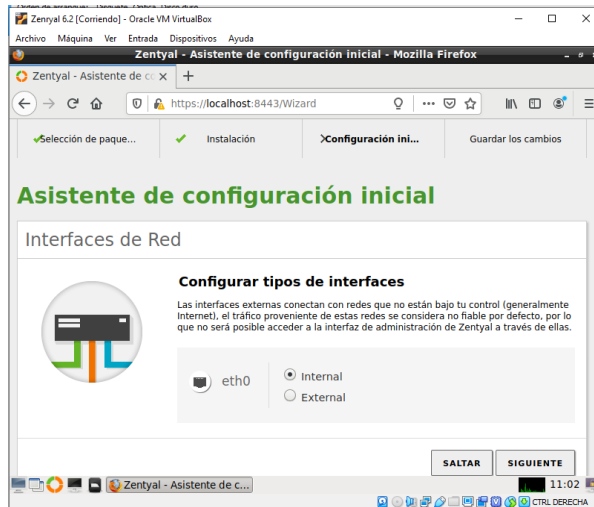 Zenryal 6.2 [Corriendo] - Oracle VM VirtualBox
Archivo Máquina Ver Entrada Dispositivos Ayuda
Zentyal - Asistente de configuración inicial - Mozilla Firefox
Zentyal - Asistente de co
https://localhost:8443/Wizard
Selección de paque...
Instalación
Configuración ini...
Guardar los cambios
Asistente de configuración inicial
Interfaces de Red
Configurar tipos de interfaces
Las interfaces externas conectan con redes que no están bajo tu control (generalmente
Internet), el tráfico proveniente de estas redes se considera no fiable por defecto, por lo
que no será posible acceder a la interfaz de administración de Zentyal a través de ellas.
eth0
Internal
External
SALTAR
SIGUIENTE
Zentyal - Asistente de c...
11:02
CTRL DERECHA